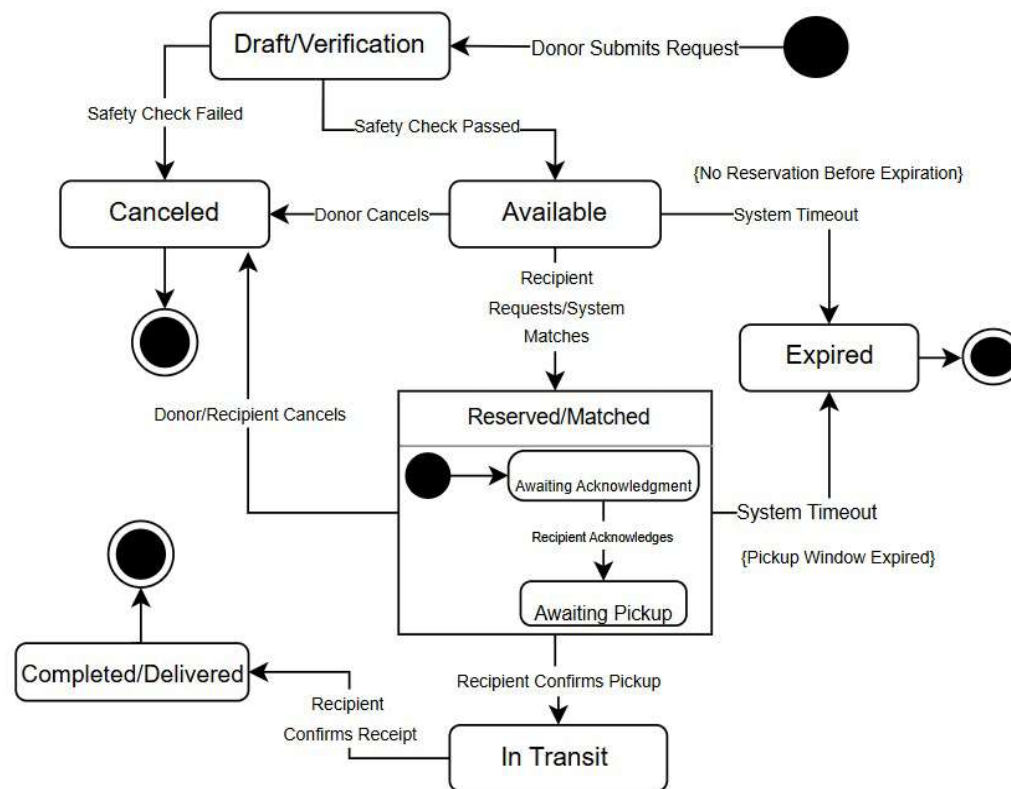 Draft/Verification
Donor Submits Request
Safety Check Failed
Safety Check Passed
{No Reservation Before Expiration}
Canceled
Donor Cancels
Available
System Timeout
Recipient
Requests/System
Matches
Expired
Donor/Recipient Cancels
Reserved/Matched
Awaiting Acknowledgment
System Timeout
Recipient Acknowledges
{Pickup Window Expired}
Awaiting Pickup
Completed/Delivered
Recipient Confirms Pickup
Recipient
Confirms Receipt
In Transit